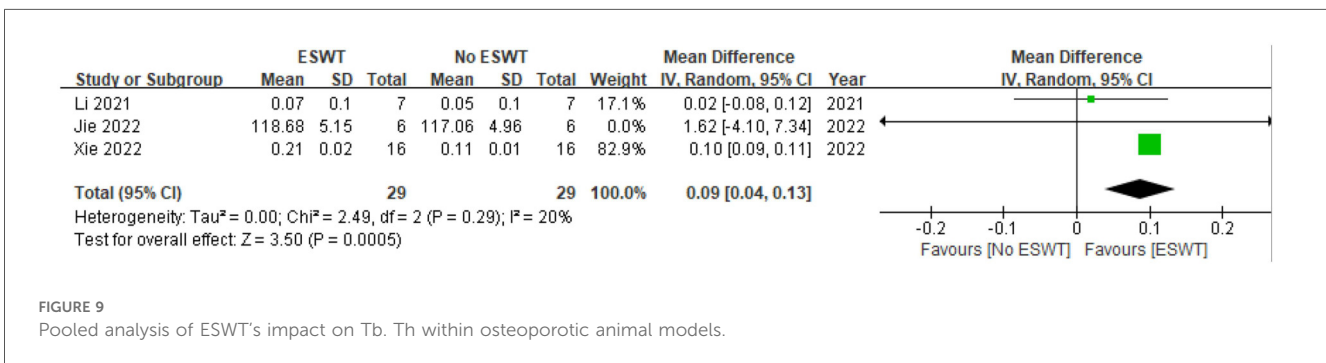 ESWT No ESWT Mean Difference Mean Difference
Study or Subgroup Mean SD Total Mean SD Total Weight IV, Random, 95% CI Year IV, Random, 95% CI
Li 2021 0.07 0.1 7 0.05 0.1 7 17.1% 0.02 [-0.08, 0.12] 2021
Jie 2022 118.68 5.15 6 117.06 4.96 6 0.0% 1.62 [-4.10, 7.34] 2022
Xie 2022 0.21 0.02 16 0.11 0.01 16 82.9% 0.10 [0.09, 0.11] 2022
Total (95% CI) 29 29 100.0% 0.09 [0.04, 0.13]
Heterogeneity: Tau² = 0.00; Chi² = 2.49, df = 2 (P = 0.29); I² = 20%
Test for overall effect: Z = 3.50 (P = 0.0005)
-0.2 -0.1 0 0.1 0.2
Favours [No ESWT] Favours [ESWT]
FIGURE 9
Pooled analysis of ESWT's impact on Tb. Th within osteoporotic animal models.